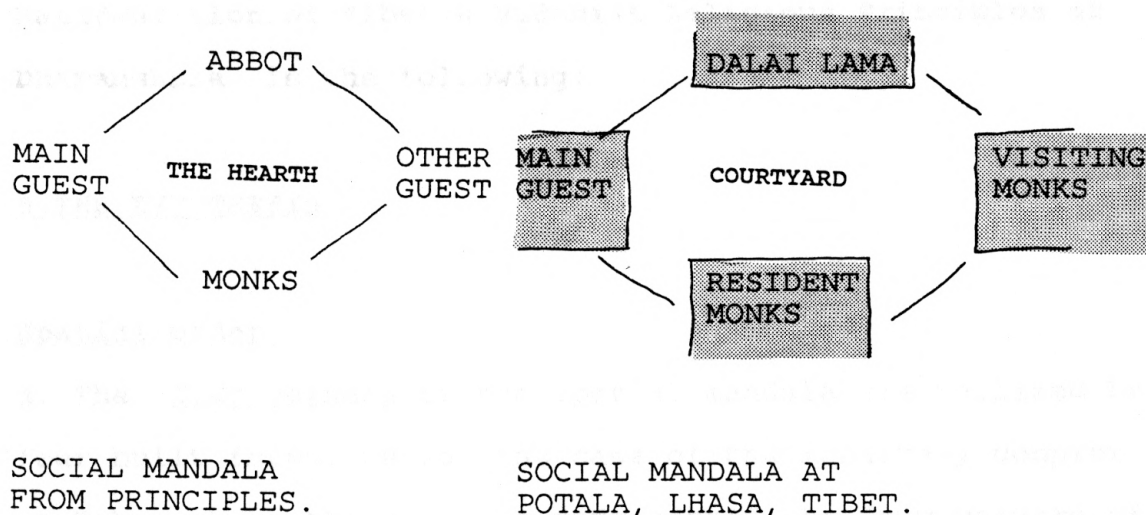 ABBOT
MAIN
GUEST
THE HEARTH
OTHER
GUEST
MONKS
DALAI LAMA
MAIN
GUEST
COURTYARD
VISITING
MONKS
RESIDENT
MONKS
SOCIAL MANDALA
FROM PRINCIPLES.
SOCIAL MANDALA AT
POTALA, LHASA, TIBET.